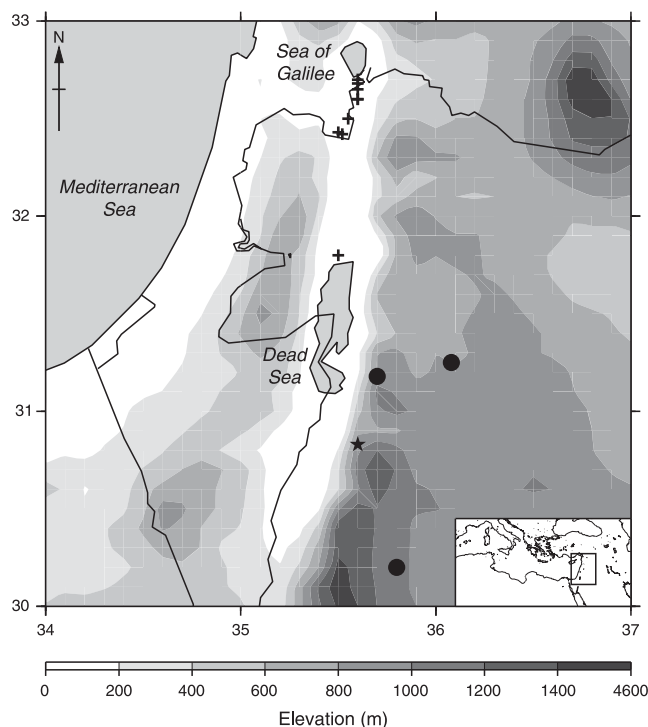 33
N
Sea of
Galilee
Mediterranean
Sea
32
Dead
Sea
31
30
34 35 36 37
0 200 400 600 800 1000 1200 1400 4600
Elevation (m)